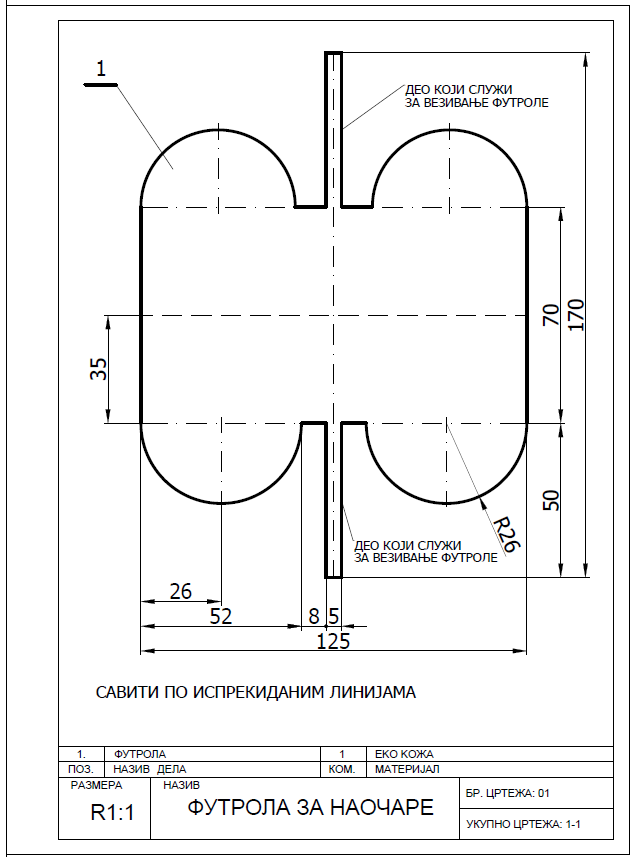 1
ДЕО КОЈИ СЛУЖИ
ЗА ВЕЗИВАЊЕ ФУТРОЛЕ
70
170
35
50
R26
ДЕО КОЈИ СЛУЖИ
ЗА ВЕЗИВАЊЕ ФУТРОЛЕ
26
52
8
5
125
САВИТИ ПО ИСПРЕКИДАНИМ ЛИНИЈАМА
1. ФУТРОЛА 1 ЕКО КОЖА
ПОЗ. НАЗИВ ДЕЛА КОМ. МАТЕРИЈАЛ
РАЗМЕРА НАЗИВ
R1:1 ФУТРОЛА ЗА НАОЧАРЕ
БР. ЦРТЕЖА: 01
УКУПНО ЦРТЕЖА: 1-1